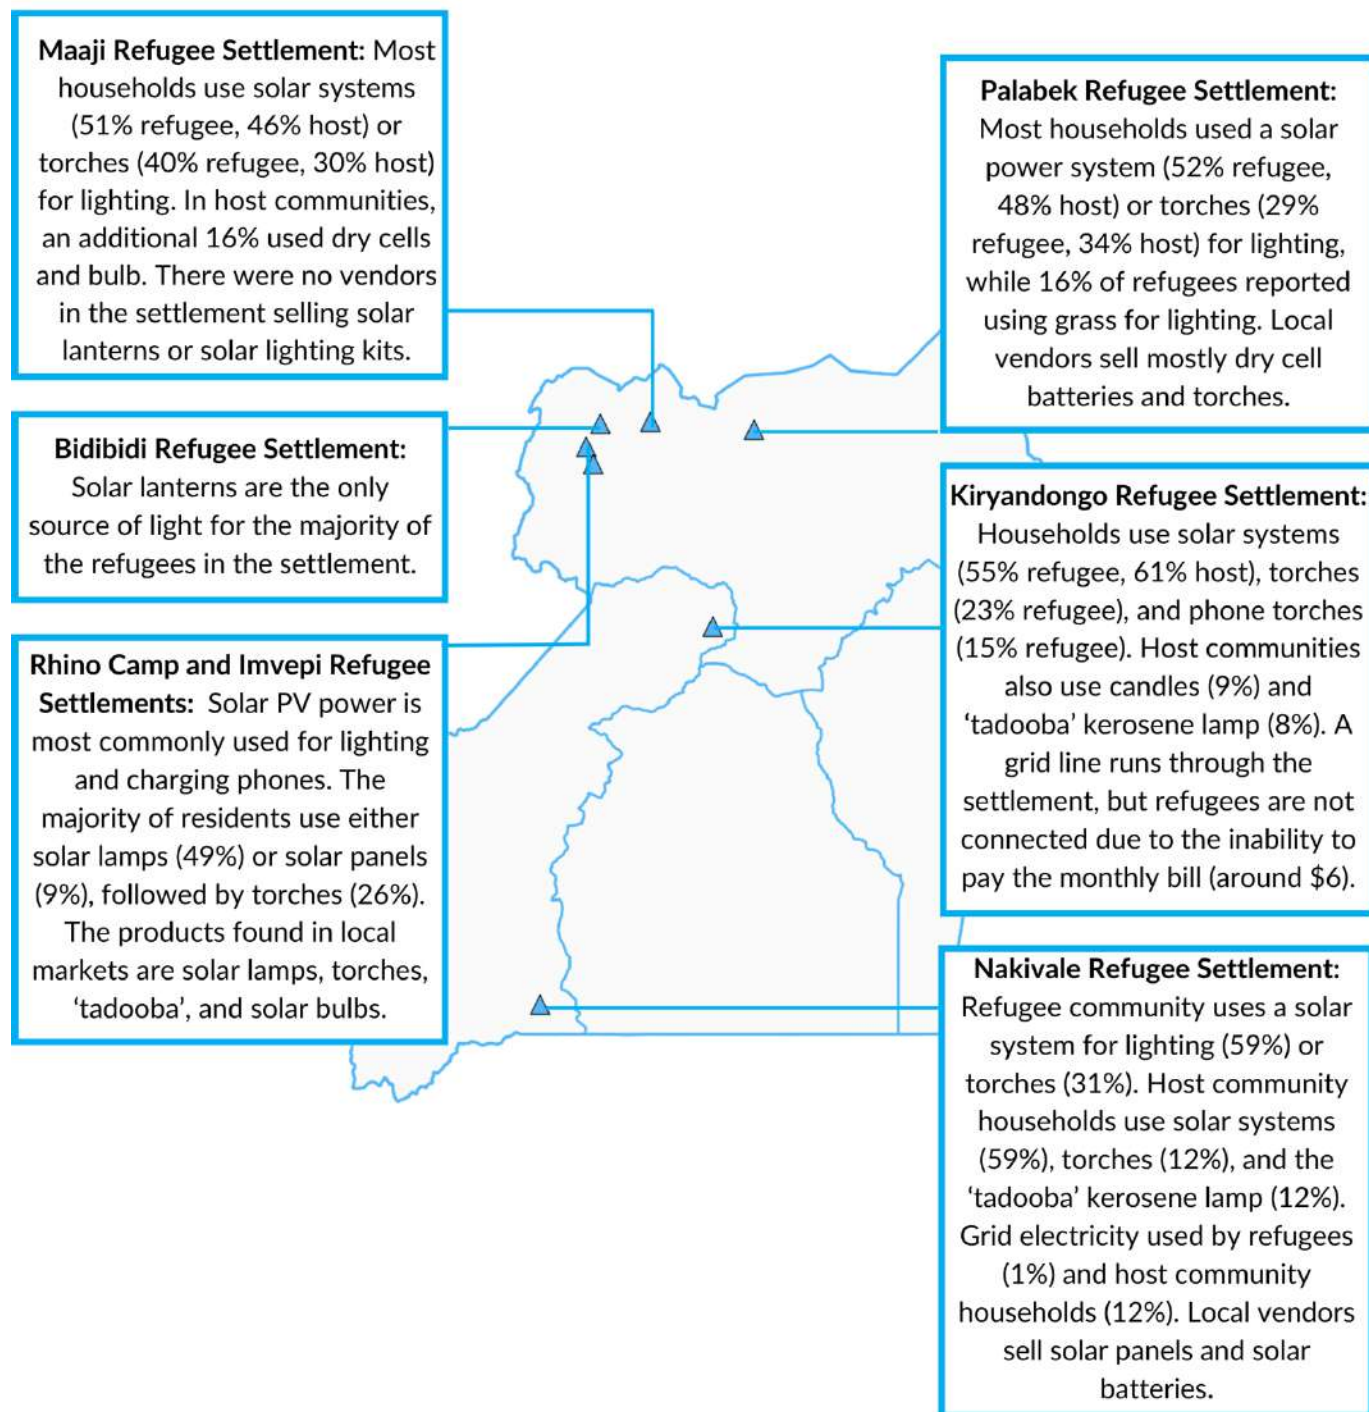 Maaji Refugee Settlement: Most
households use solar systems
(51% refugee, 46% host) or
torches (40% refugee, 30% host)
for lighting. In host communities,
an additional 16% used dry cells
and bulb. There were no vendors
in the settlement selling solar
lanterns or solar lighting kits.
Bidibidi Refugee Settlement:
Solar lanterns are the only
source of light for the majority of
the refugees in the settlement.
Rhino Camp and Imvepi Refugee
Settlements: Solar PV power is
most commonly used for lighting
and charging phones. The
majority of residents use either
solar lamps (49%) or solar panels
(9%), followed by torches (26%).
The products found in local
markets are solar lamps, torches,
‘tadooba’, and solar bulbs.
Palabek Refugee Settlement:
Most households used a solar
power system (52% refugee,
48% host) or torches (29%
refugee, 34% host) for lighting,
while 16% of refugees reported
using grass for lighting. Local
vendors sell mostly dry cell
batteries and torches.
Kiryandongo Refugee Settlement:
Households use solar systems
(55% refugee, 61% host), torches
(23% refugee), and phone torches
(15% refugee). Host communities
also use candles (9%) and
‘tadooba’ kerosene lamp (8%). A
grid line runs through the
settlement, but refugees are not
connected due to the inability to
pay the monthly bill (around $6).
Nakivale Refugee Settlement:
Refugee community uses a solar
system for lighting (59%) or
torches (31%). Host community
households use solar systems
(59%), torches (12%), and the
‘tadooba’ kerosene lamp (12%).
Grid electricity used by refugees
(1%) and host community
households (12%). Local vendors
sell solar panels and solar
batteries.